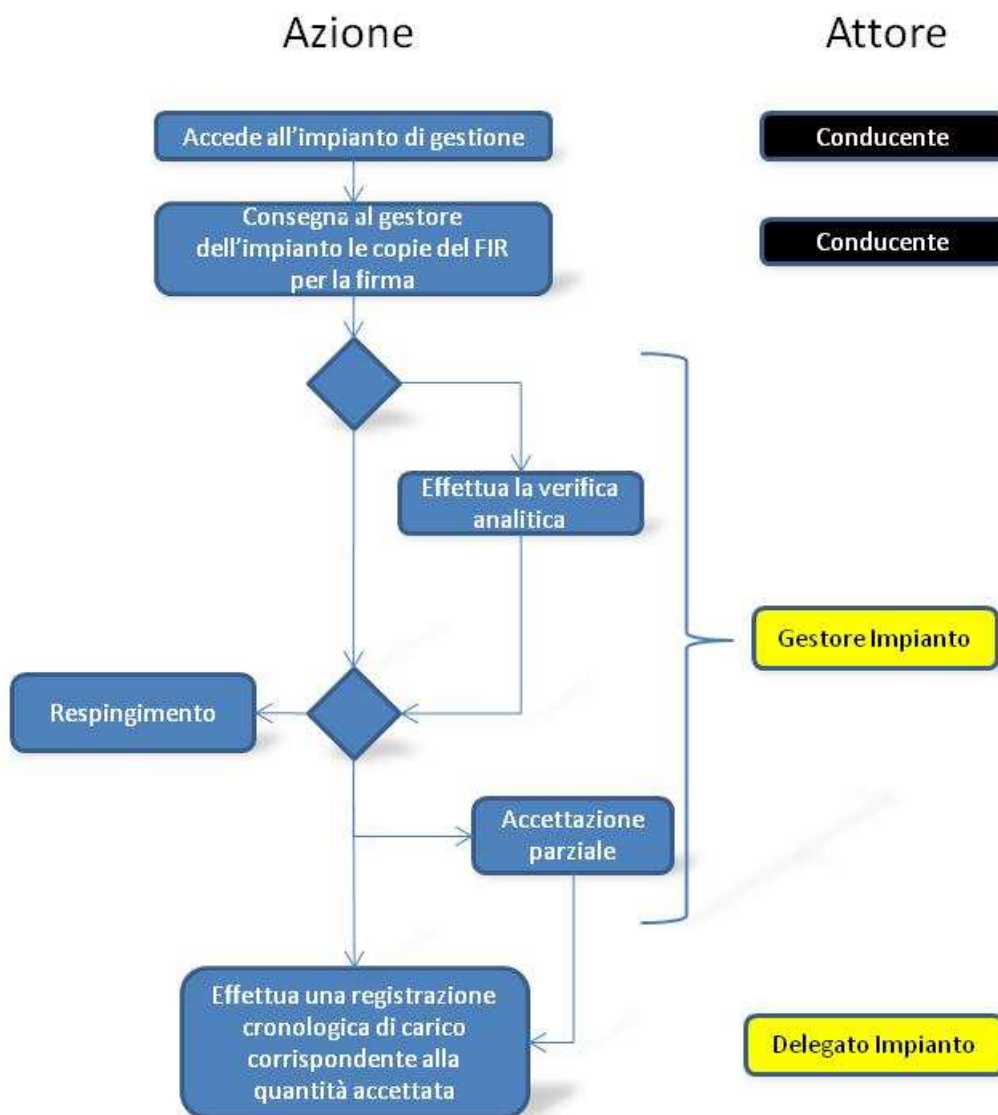 Azione
Attore
Accede all'impianto di gestione
Conducente
Consegna al gestore
dell'impianto le copie del FIR
per la firma
Conducente
Effettua la verifica
analitica
Gestore Impianto
Respingimento
Accettazione
parziale
Effettua una registrazione
cronologica di carico
corrispondente alla
quantità accettata
Delegato Impianto